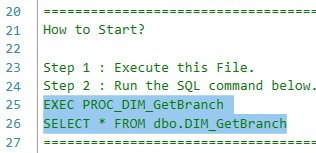 20 ====================================
21 How to Start?
22
23 Step 1 : Execute this File.
24 Step 2 : Run the SQL command below.
25 EXEC PROC_DIM_GetBranch
26 SELECT * FROM dbo.DIM_GetBranch
27 ====================================